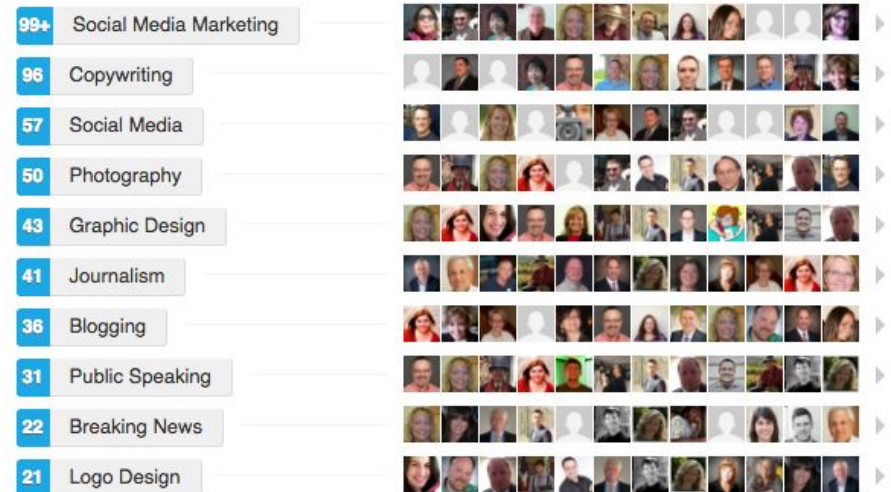 99+ Social Media Marketing
96 Copywriting
57 Social Media
50 Photography
43 Graphic Design
41 Journalism
36 Blogging
31 Public Speaking
22 Breaking News
21 Logo Design